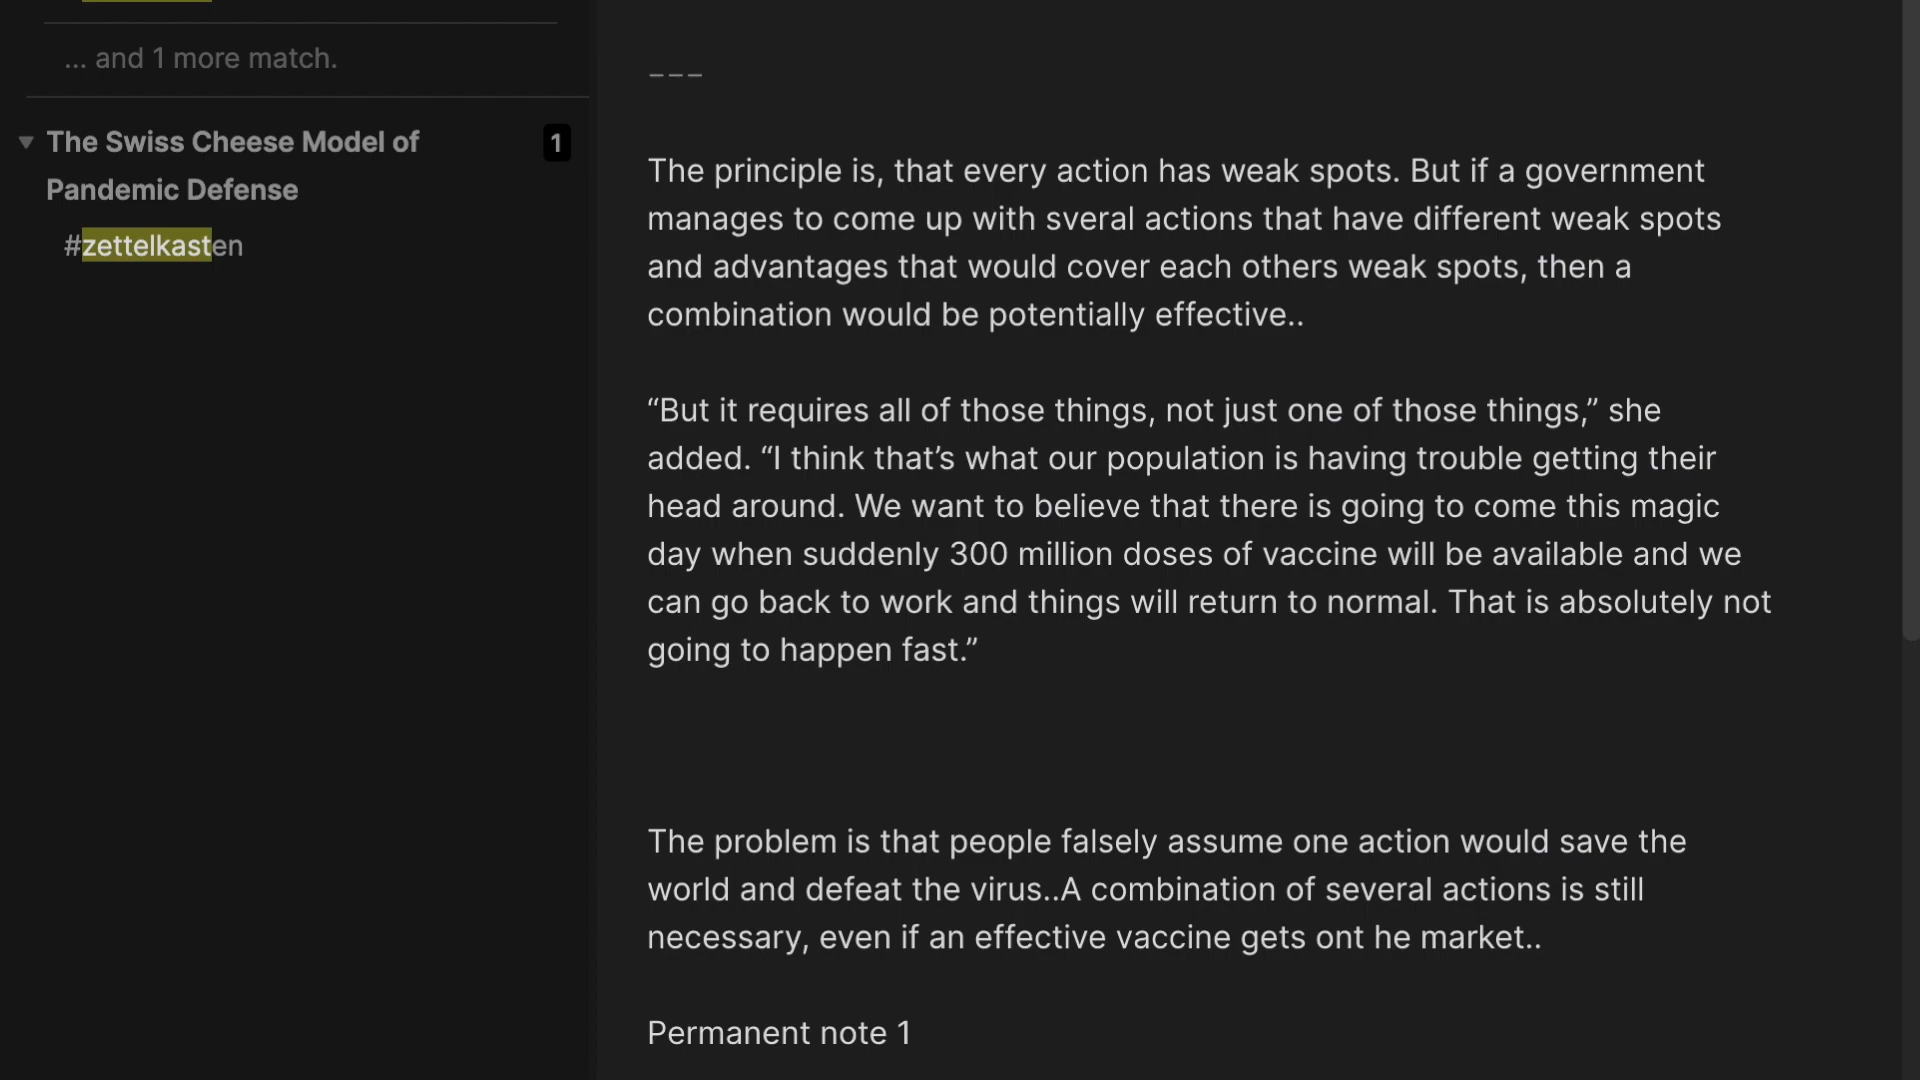 ... and 1 more match.
The Swiss Cheese Model of
Pandemic Defense
1
#zettelkasten
---
The principle is, that every action has weak spots. But if a government
manages to come up with sveral actions that have different weak spots
and advantages that would cover each others weak spots, then a
combination would be potentially effective..
“But it requires all of those things, not just one of those things,” she
added. “I think that’s what our population is having trouble getting their
head around. We want to believe that there is going to come this magic
day when suddenly 300 million doses of vaccine will be available and we
can go back to work and things will return to normal. That is absolutely not
going to happen fast.”
The problem is that people falsely assume one action would save the
world and defeat the virus..A combination of several actions is still
necessary, even if an effective vaccine gets ont he market..
Permanent note 1